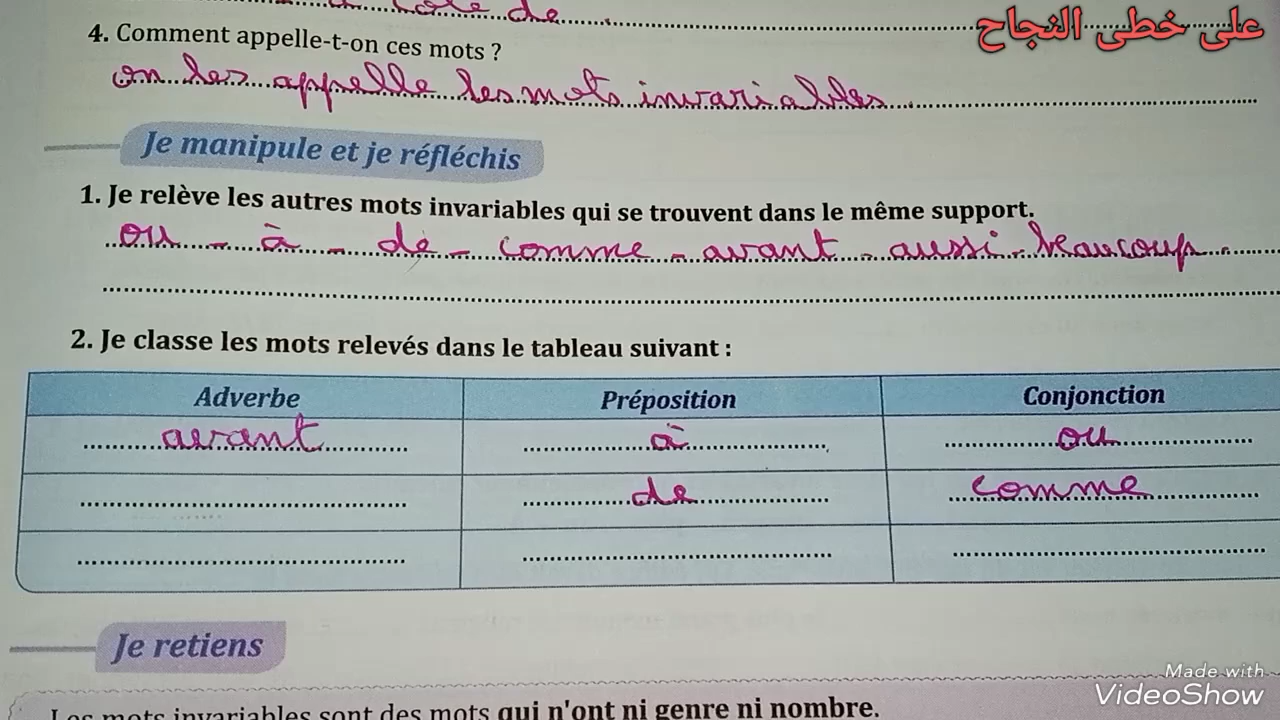 à côté de .
على خطى النجاح
4. Comment appelle-t-on ces mots ?
on les appelle les mots invariables .
Je manipule et je réfléchis
1. Je relève les autres mots invariables qui se trouvent dans le même support.
ou - à - de - comme - avant - aussi - beaucoup .
2. Je classe les mots relevés dans le tableau suivant :
Adverbe Préposition Conjonction
avant à ou
de comme
Je retiens
Les mots invariables sont des mots qui n'ont ni genre ni nombre.
Made with
VideoShow